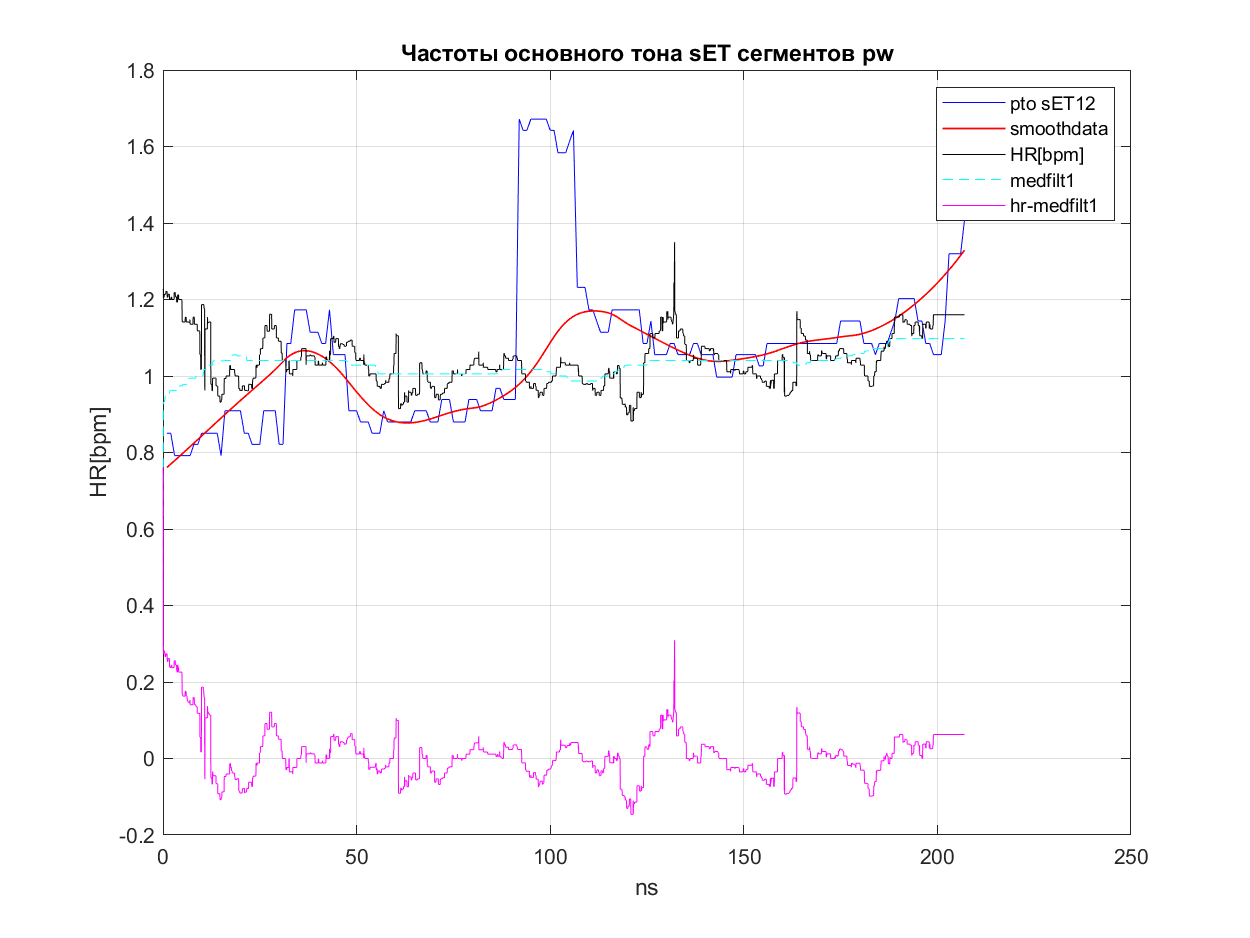 Частоты основного тона sET сегментов pw
pto sET12
smoothdata
HR[bpm]
medfilt1
hr-medfilt1
1.8
1.6
1.4
1.2
1
0.8
0.6
0.4
0.2
0
-0.2
HR[bpm]
0
50
100
150
200
250
ns